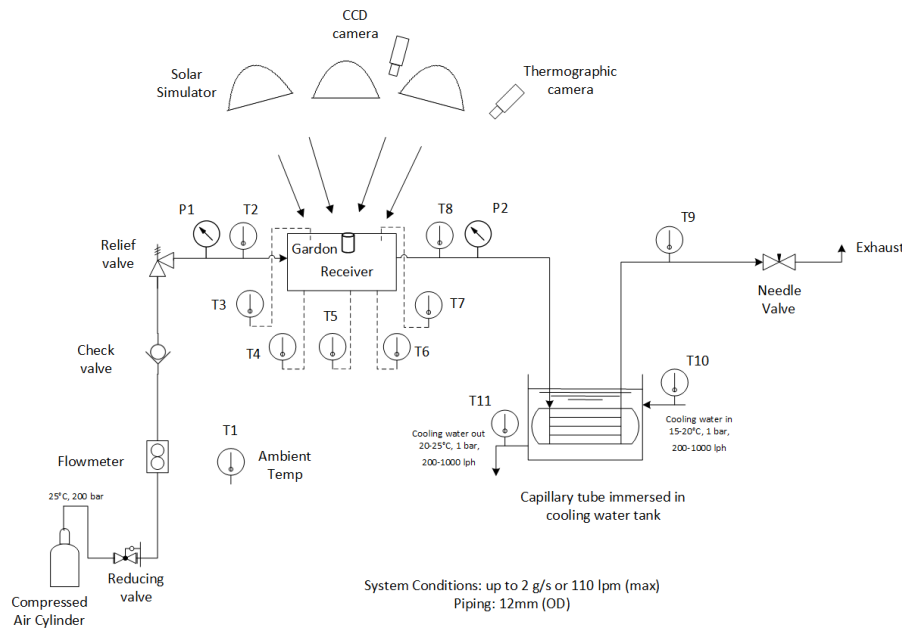 CCD
camera
Solar
Simulator
Thermographic
camera
P1
T2
T8
P2
T9
Relief
valve
Gardon
Receiver
Exhaust
Needle
Valve
T3
T4
T5
T6
T7
Check
valve
T10
T11
Cooling water in
15-20°C, 1 bar,
200-1000 lph
Cooling water out
20-25°C, 1 bar,
200-1000 lph
T1
Ambient
Temp
Flowmeter
Capillary tube immersed in
cooling water tank
25°C, 200 bar
Reducing
valve
Compressed
Air Cylinder
System Conditions: up to 2 g/s or 110 lpm (max)
Piping: 12mm (OD)